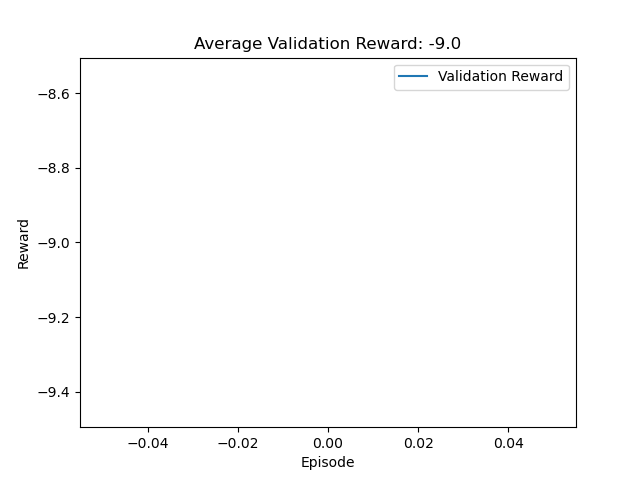 Average Validation Reward: -9.0
Validation Reward
−8.6
−8.8
−9.0
−9.2
−9.4
Reward
−0.04
−0.02
0.00
0.02
0.04
Episode